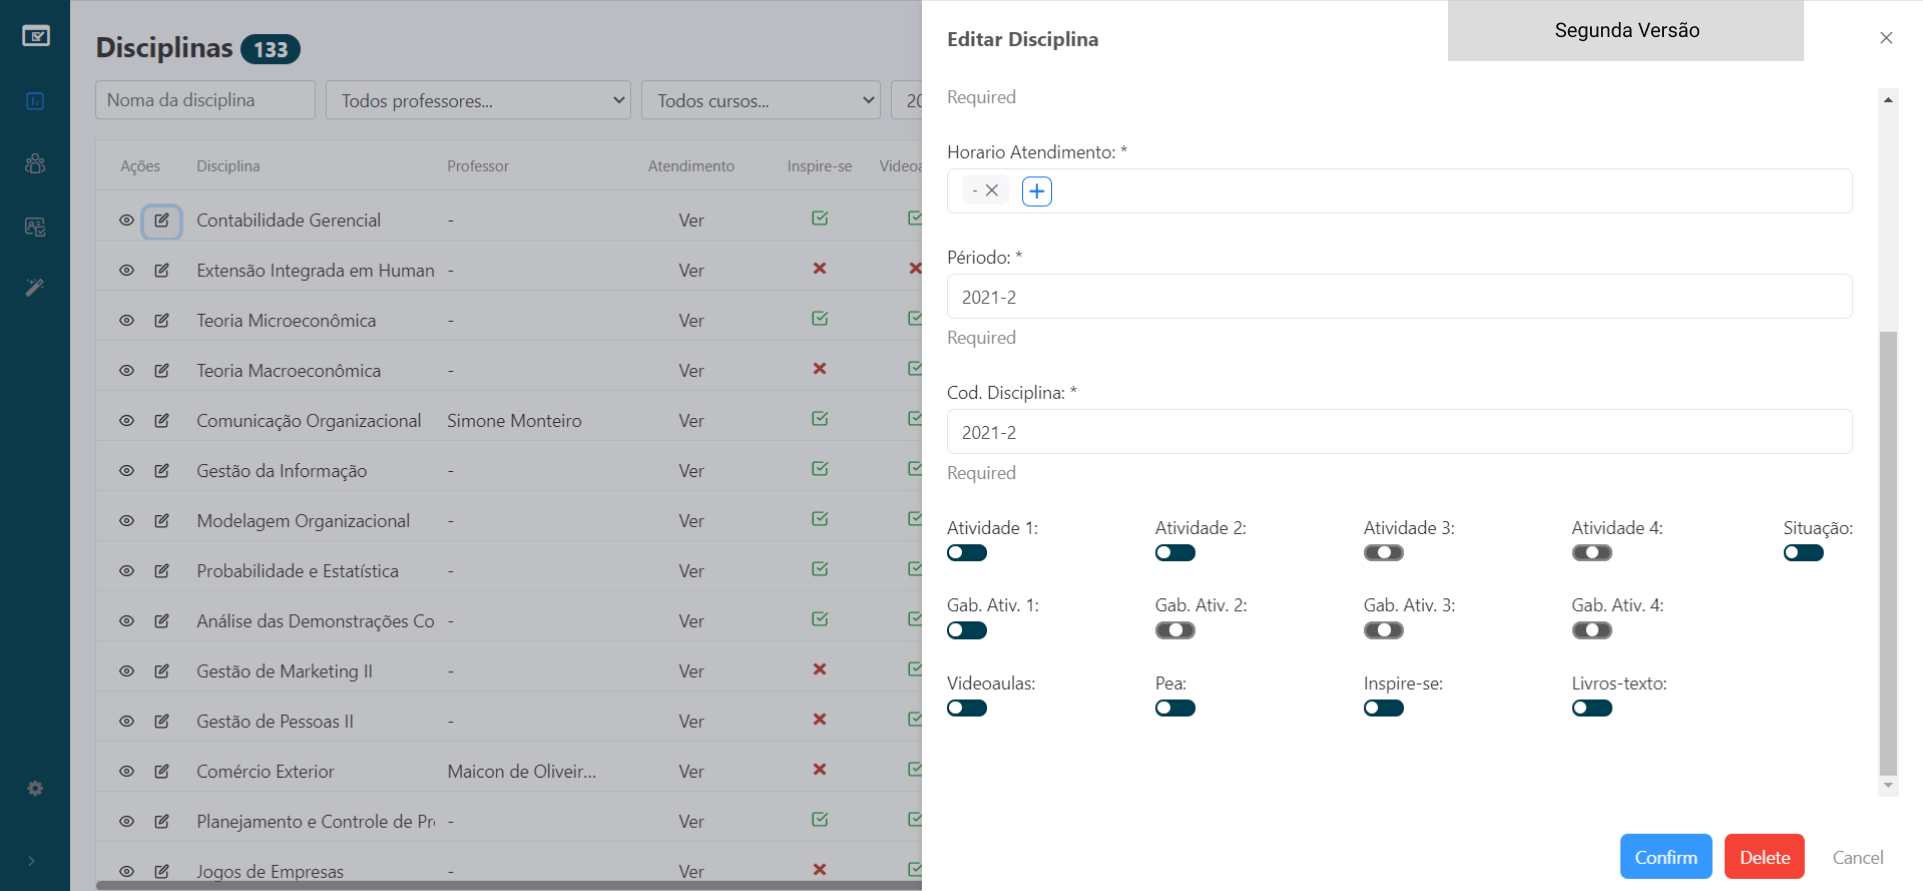 Disciplinas 133
Noma da disciplina Todos professores... Todos cursos... 20
Ações Disciplina Professor Atendimento Inspire-se Videoa
Contabilidade Gerencial - Ver
Extensão Integrada em Human - Ver
Teoria Microeconômica - Ver
Teoria Macroeconômica - Ver
Comunicação Organizacional Simone Monteiro Ver
Gestão da Informação - Ver
Modelagem Organizacional - Ver
Probabilidade e Estatística - Ver
Análise das Demonstrações Co - Ver
Gestão de Marketing II - Ver
Gestão de Pessoas II - Ver
Comércio Exterior Maicon de Oliveir... Ver
Planejamento e Controle de Pr - Ver
Jogos de Empresas - Ver
Editar Disciplina
Segunda Versão
Required
Horario Atendimento: *
-
Périodo: *
2021-2
Required
Cod. Disciplina: *
2021-2
Required
Atividade 1: Atividade 2: Atividade 3: Atividade 4: Situação:
Gab. Ativ. 1: Gab. Ativ. 2: Gab. Ativ. 3: Gab. Ativ. 4:
Videoaulas: Pea: Inspire-se: Livros-texto:
Confirm Delete Cancel